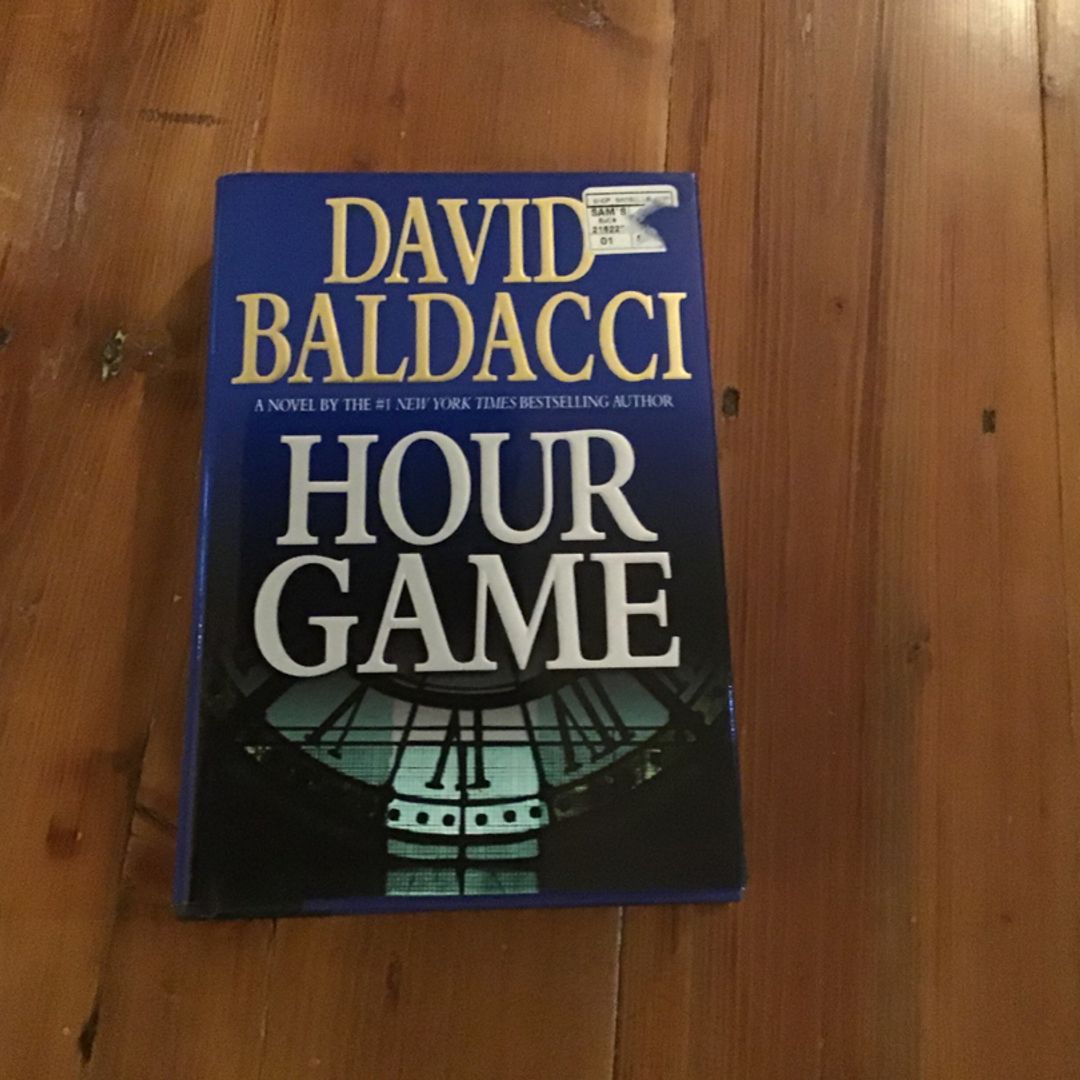 DAVID
BALDACCI
A NOVEL BY THE #1 NEW YORK TIMES BESTSELLING AUTHOR
HOUR
GAME
SAM'S
01